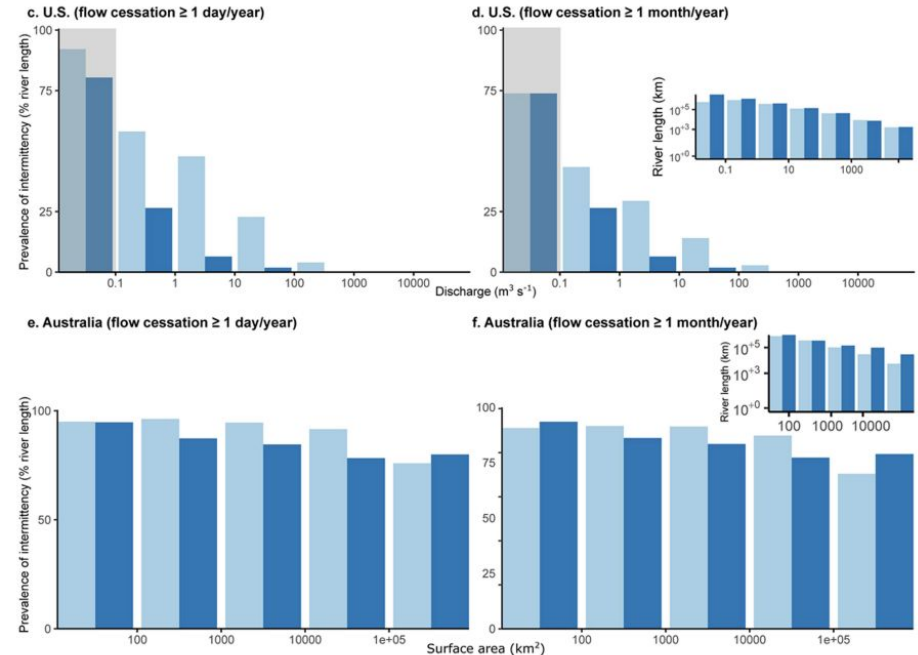 c. U.S. (flow cessation ≥ 1 day/year)
d. U.S. (flow cessation ≥ 1 month/year)
Prevalence of intermittency (% river length)
100
75
25
0
0.1 1 10 100 1000 10000
100
75
25
0
0.1 1 10 100 1000 10000
River length (km)
10+5
10+3
10+0
0.1 10 1000
Discharge (m³ s⁻¹)
e. Australia (flow cessation ≥ 1 day/year)
f. Australia (flow cessation ≥ 1 month/year)
Prevalence of intermittency (% river length)
100
50
0
100 1000 10000 1e+05
River length (km)
10+5
10+3
10+0
100 1000 10000
100
75
50
25
0
100 1000 10000 1e+05
Surface area (km²)